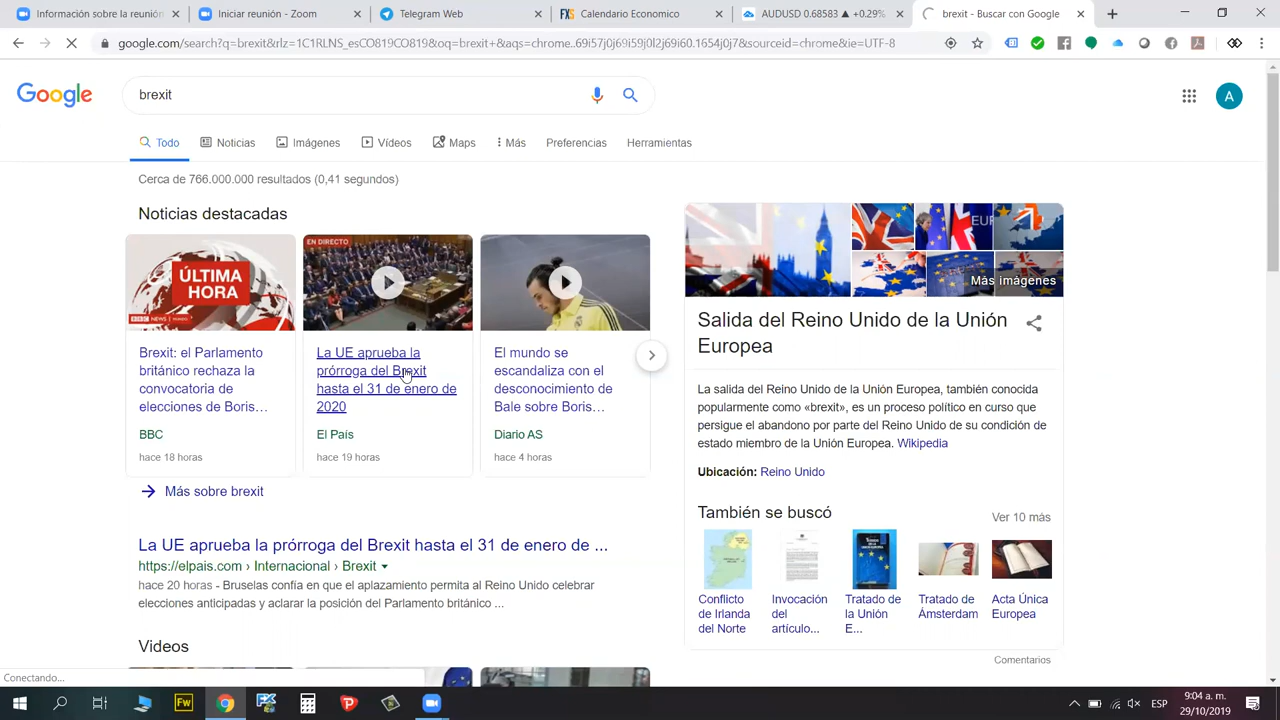 Información sobre la reunión
Iniciar reunión - Zoom
Telegram Web
Calendario Economico
AUDUSD 0.68583 ▲ +0.29%
brexit - Buscar con Google
google.com/search?q=brexit&rlz=1C1RLNS_esCO819CO819&oq=brexit+&aqs=chrome..69i57j0j69i59j0l2j69i60.1654j0j7&sourceid=chrome&ie=UTF-8
Google
brexit
A
Todo Noticias Imágenes Vídeos Maps Más Preferencias Herramientas
Cerca de 766.000.000 resultados (0,41 segundos)
Noticias destacadas
ÚLTIMA
HORA
BBC NEWS MUNDO
Brexit: el Parlamento
británico rechaza la
convocatoria de
elecciones de Boris…
BBC
hace 18 horas
EN DIRECTO
La UE aprueba la
prórroga del Brexit
hasta el 31 de enero de
2020
El País
hace 19 horas
El mundo se
escandaliza con el
desconocimiento de
Bale sobre Boris…
Diario AS
hace 4 horas
Más sobre brexit
La UE aprueba la prórroga del Brexit hasta el 31 de enero de ...
https://elpais.com › Internacional › Brexit
hace 20 horas - Bruselas confía en que el aplazamiento permita al Reino Unido celebrar
elecciones anticipadas y aclarar la posición del Parlamento británico ...
Videos
Más imágenes
Salida del Reino Unido de la Unión
Europea
La salida del Reino Unido de la Unión Europea, también conocida
popularmente como «brexit», es un proceso político en curso que
persigue el abandono por parte del Reino Unido de su condición de
estado miembro de la Unión Europea. Wikipedia
Ubicación: Reino Unido
También se buscó
Ver 10 más
Conflicto
de Irlanda
del Norte
Invocación
del
artículo...
Tratado de
la Unión
E...
Tratado de
Ámsterdam
Acta Única
Europea
Comentarios
Conectando...
Fw
ESP
9:04 a. m.
29/10/2019